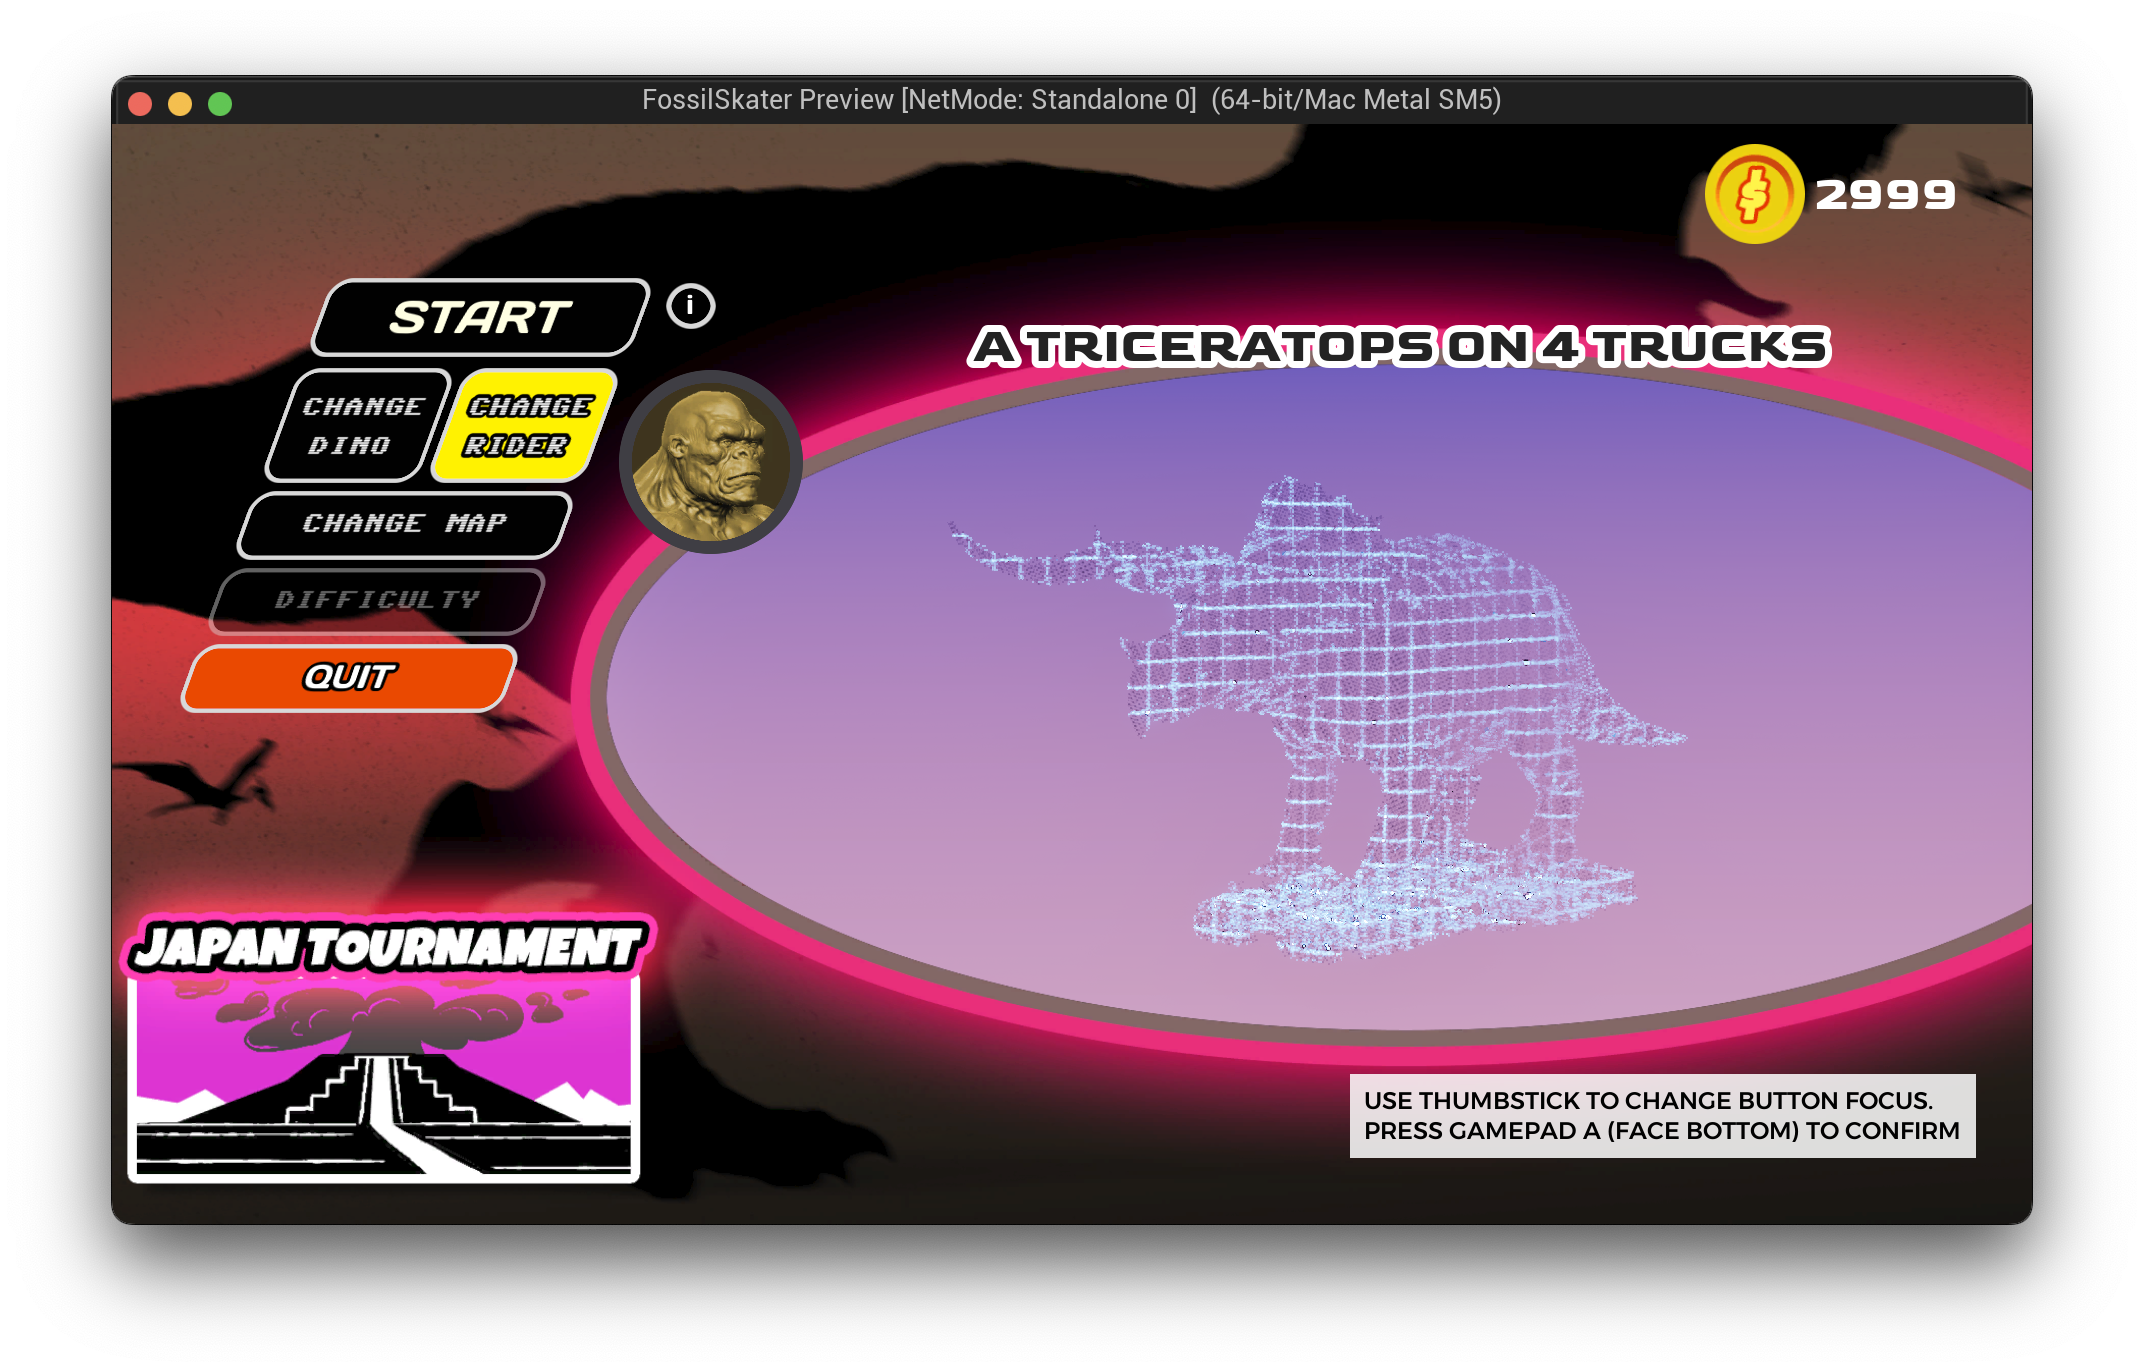 FossilSkater Preview [NetMode: Standalone 0] (64-bit/Mac Metal SM5)
2999
START
i
A TRICERATOPS ON 4 TRUCKS
CHANGE
DINO
CHANGE
RIDER
CHANGE MAP
DIFFICULTY
QUIT
JAPAN TOURNAMENT
USE THUMBSTICK TO CHANGE BUTTON FOCUS.
PRESS GAMEPAD A (FACE BOTTOM) TO CONFIRM